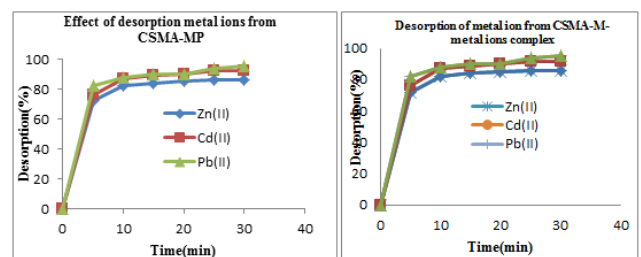 Effect of desorption metal ions from
CSMA-MP
Desorption(%)
100
80
60
40
20
0
0
10
20
30
40
Time(min)
Zn(II)
Cd(II)
Pb(II)
Desorption of metal ion from CSMA-M-
metal ions complex
Desorption(%)
100
80
60
40
20
0
0
10
20
30
40
Time(min)
Zn(II)
Cd(II)
Pb(II)